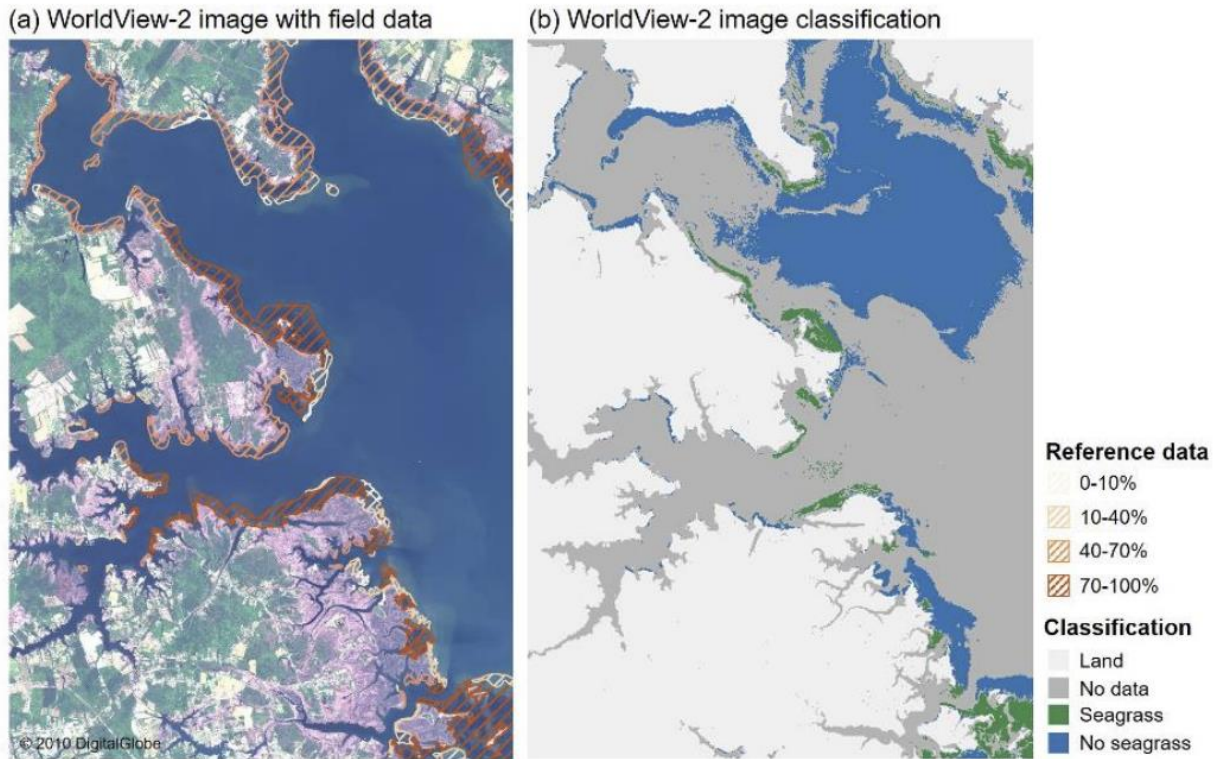 (a) WorldView-2 image with field data
(b) WorldView-2 image classification
Reference data
0-10%
10-40%
40-70%
70-100%
Classification
Land
No data
Seagrass
No seagrass
© 2010 DigitalGlobe